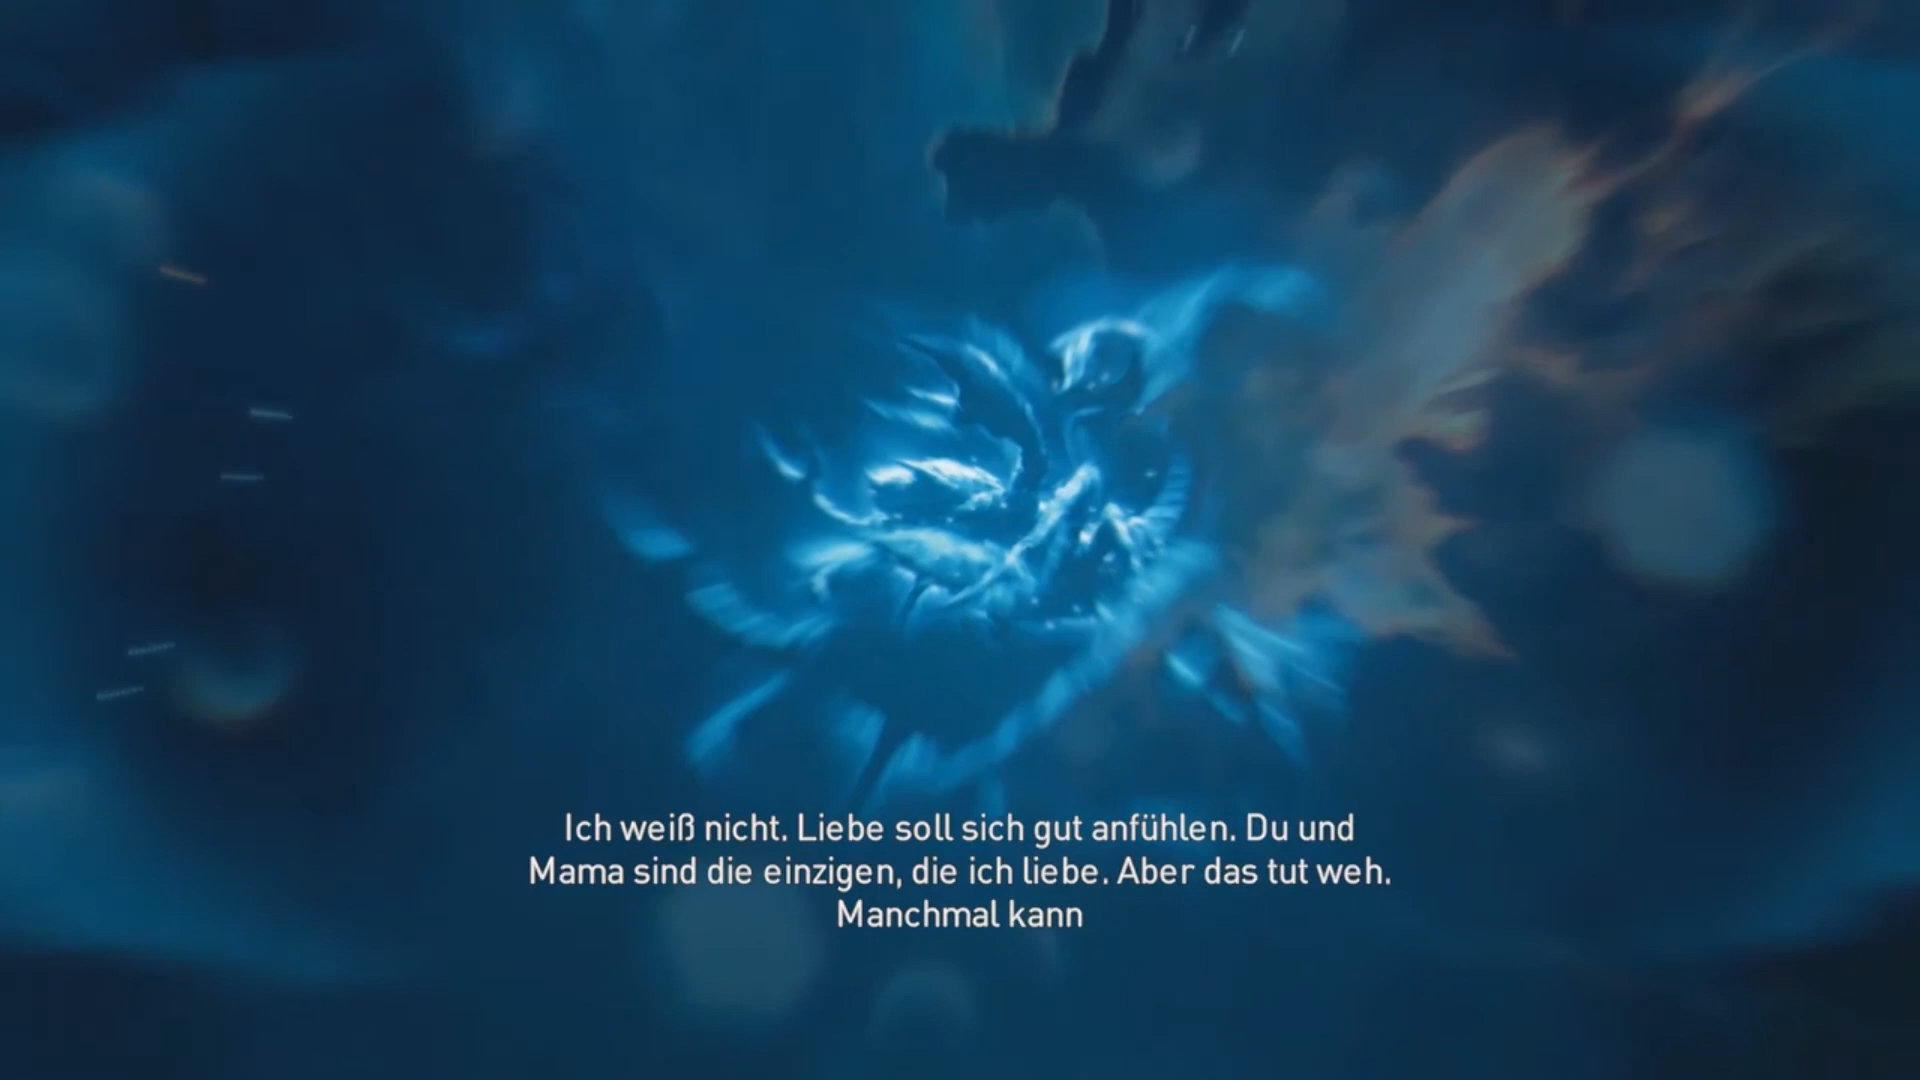 Ich weiß nicht. Liebe soll sich gut anfühlen. Du und
Mama sind die einzigen, die ich liebe. Aber das tut weh.
Manchmal kann